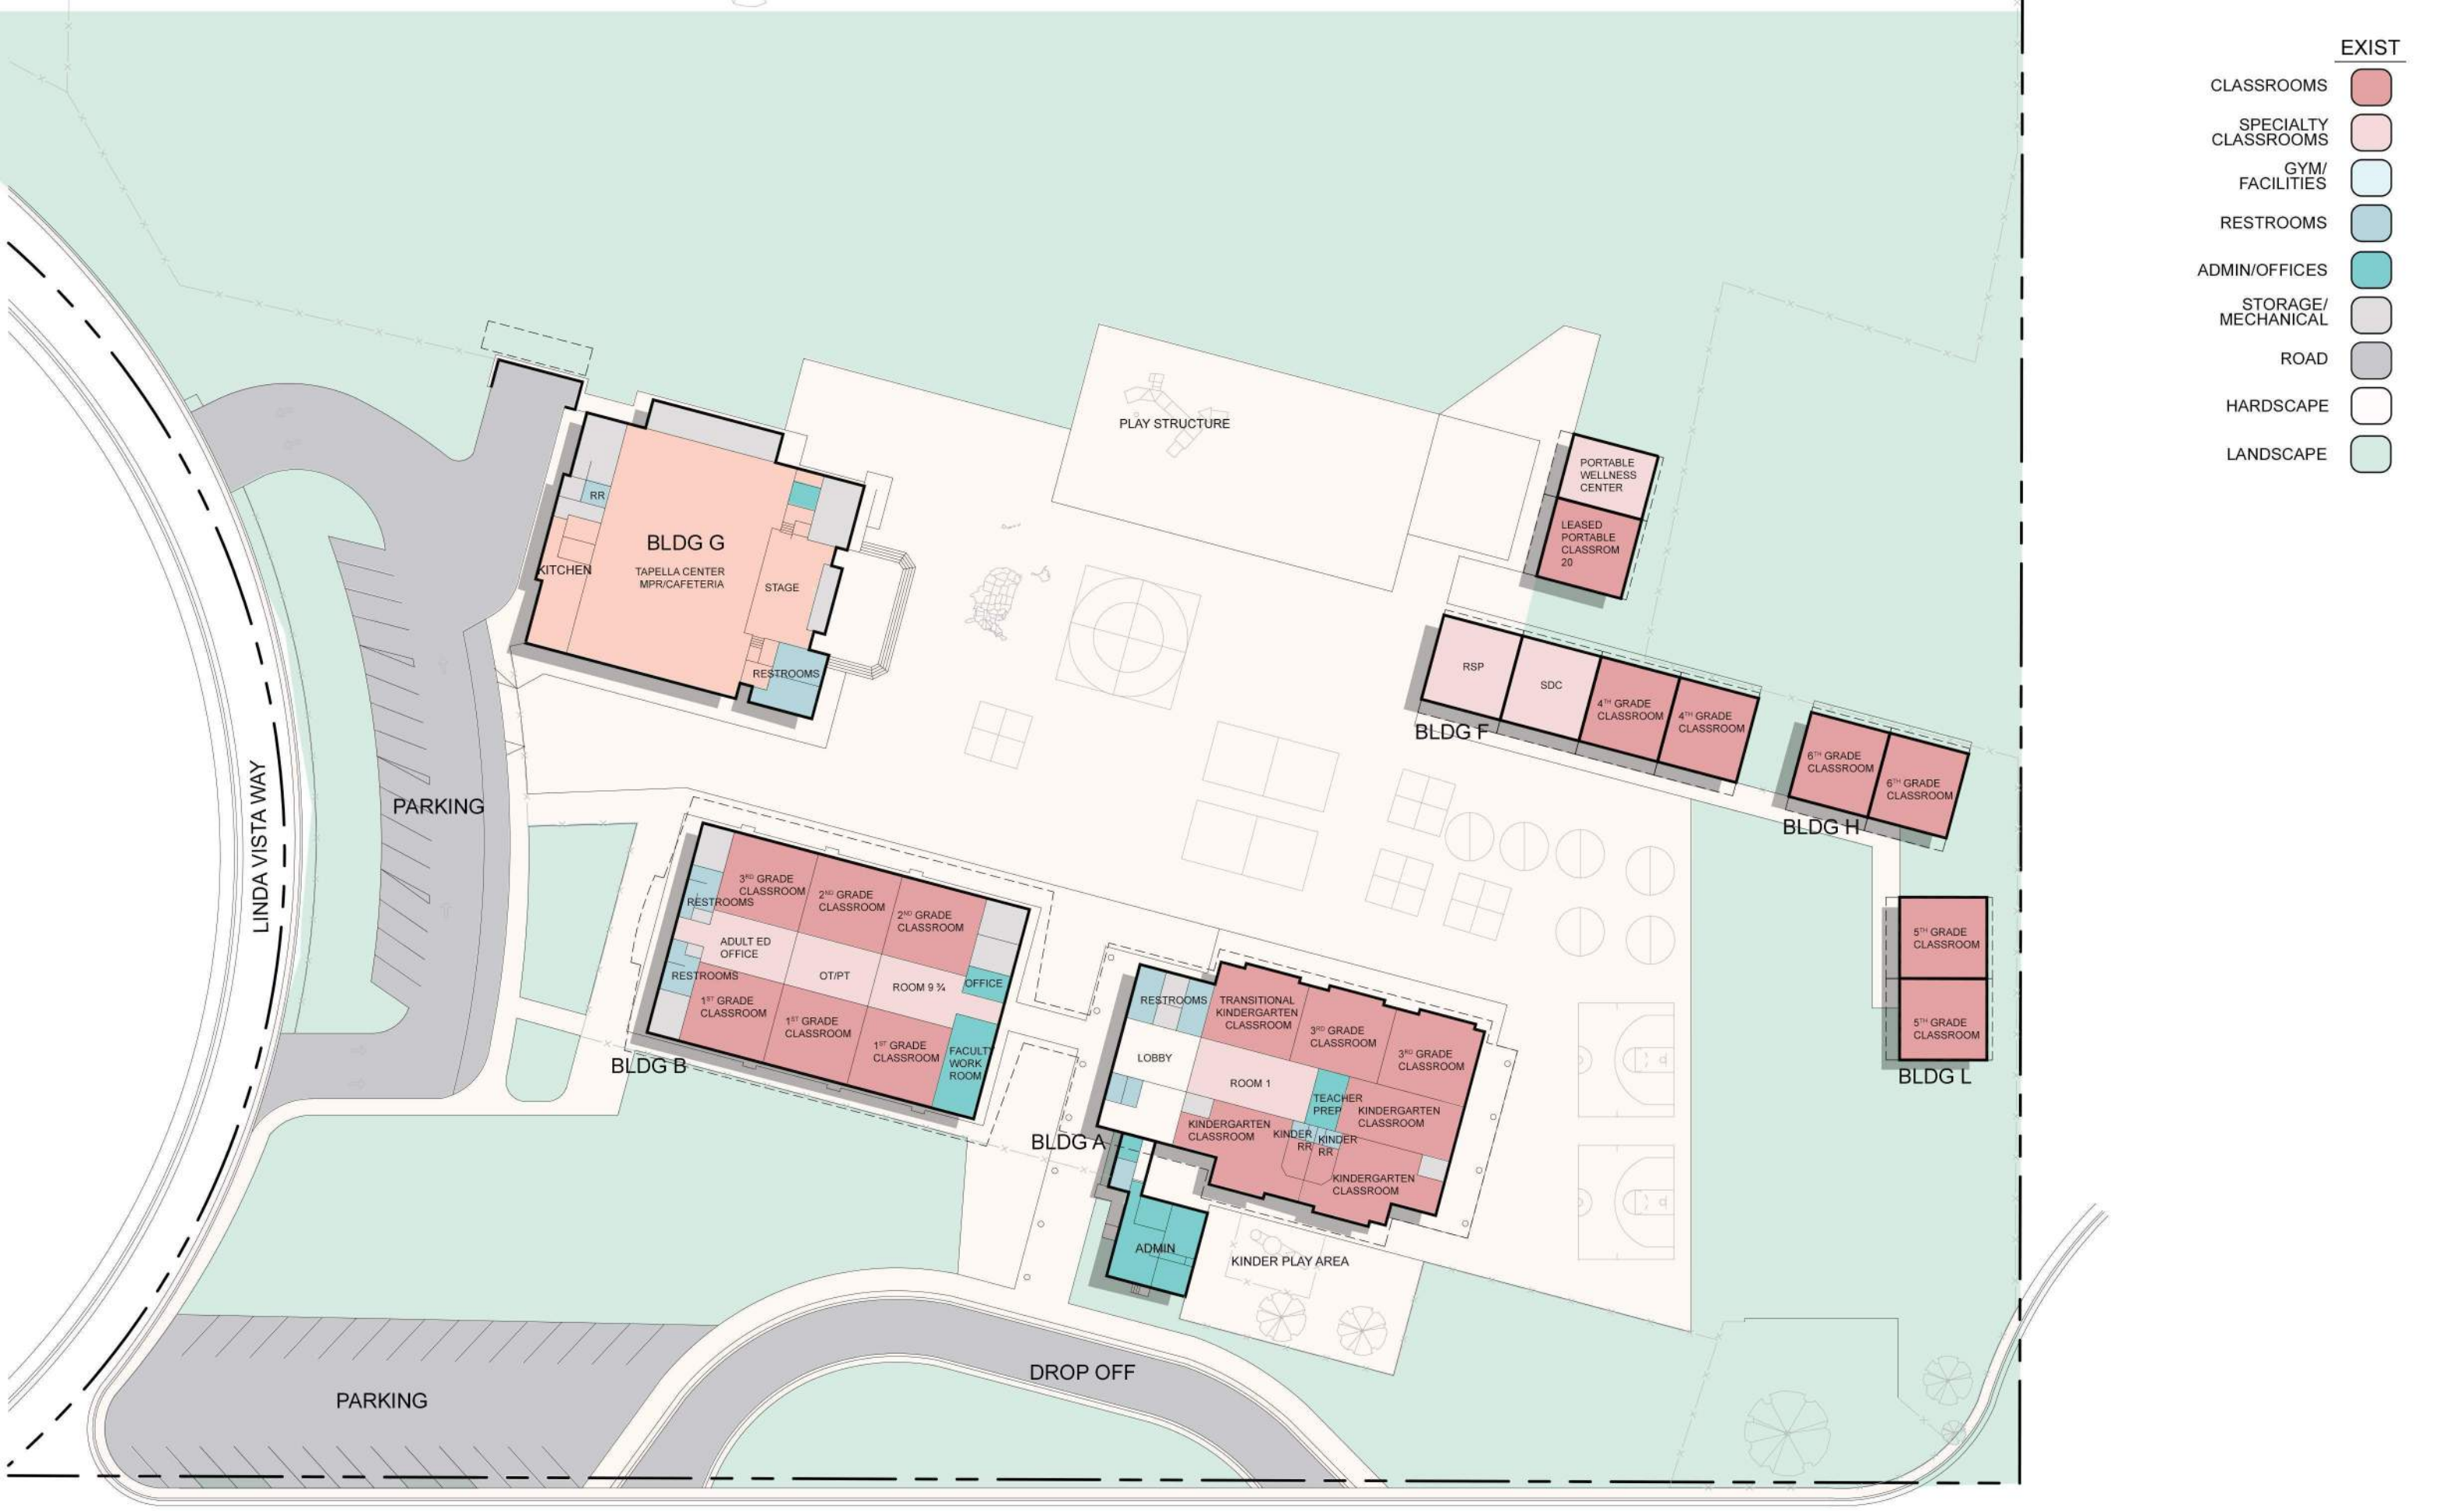 EXIST
CLASSROOMS
SPECIALTY
CLASSROOMS
GYM/
FACILITIES
RESTROOMS
ADMIN/OFFICES
STORAGE/
MECHANICAL
ROAD
HARDSCAPE
LANDSCAPE
PLAY STRUCTURE
PORTABLE
WELLNESS
CENTER
LEASED
PORTABLE
CLASSROM
20
RR
BLDG G
TAPELLA CENTER
MPR/CAFETERIA
KITCHEN
STAGE
RESTROOMS
RSP
SDC
4TH GRADE
CLASSROOM
4TH GRADE
CLASSROOM
BLDG F
6TH GRADE
CLASSROOM
6TH GRADE
CLASSROOM
BLDG H
LINDA VISTA WAY
PARKING
3RD GRADE
CLASSROOM
2ND GRADE
CLASSROOM
2ND GRADE
CLASSROOM
RESTROOMS
ADULT ED
OFFICE
OT/PT
ROOM 9 ¾
OFFICE
RESTROOMS
1ST GRADE
CLASSROOM
1ST GRADE
CLASSROOM
1ST GRADE
CLASSROOM
FACULTY
WORK
ROOM
BLDG B
5TH GRADE
CLASSROOM
5TH GRADE
CLASSROOM
BLDG L
RESTROOMS
TRANSITIONAL
KINDERGARTEN
CLASSROOM
3RD GRADE
CLASSROOM
3RD GRADE
CLASSROOM
LOBBY
ROOM 1
TEACHER
PREP
KINDERGARTEN
CLASSROOM
KINDERGARTEN
CLASSROOM
KINDER
RR
KINDER
RR
KINDERGARTEN
CLASSROOM
BLDG A
ADMIN
KINDER PLAY AREA
DROP OFF
PARKING